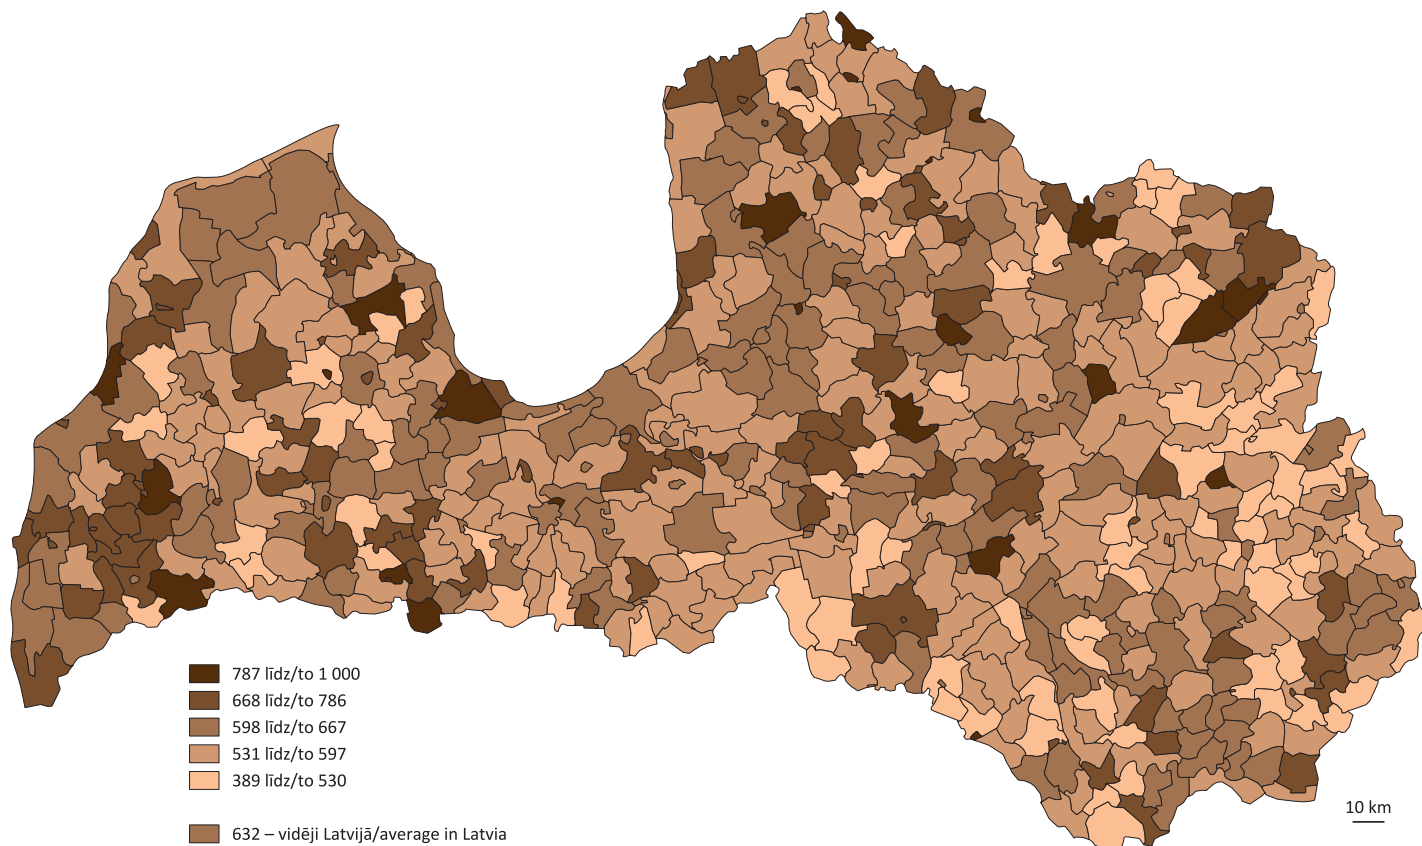 787 līdz/to 1 000
668 līdz/to 786
598 līdz/to 667
531 līdz/to 597
389 līdz/to 530
632 – vidēji Latvijā/average in Latvia
10 km